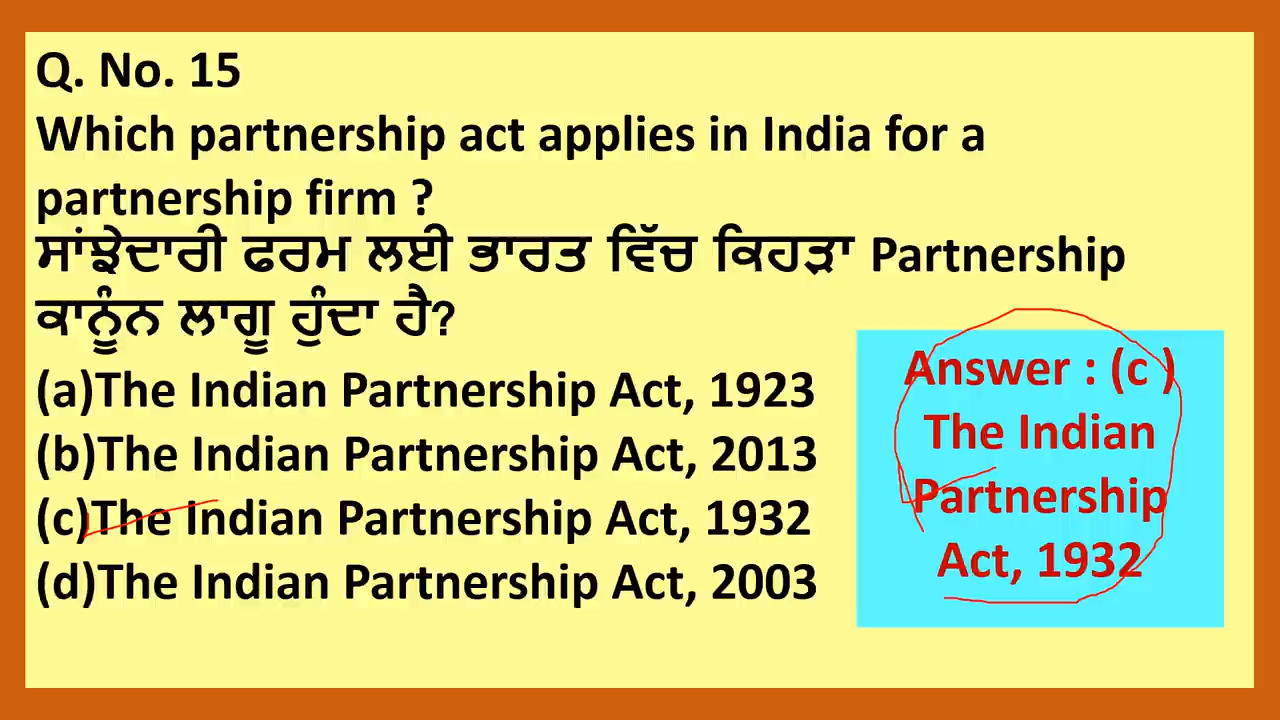 Q. No. 15
Which partnership act applies in India for a
partnership firm ?
ਸਾਂਝੇਦਾਰੀ ਫਰਮ ਲਈ ਭਾਰਤ ਵਿੱਚ ਕਿਹੜਾ Partnership
ਕਾਨੂੰਨ ਲਾਗੂ ਹੁੰਦਾ ਹੈ?
(a)The Indian Partnership Act, 1923
(b)The Indian Partnership Act, 2013
(c)The Indian Partnership Act, 1932
(d)The Indian Partnership Act, 2003
Answer : (c )
The Indian
Partnership
Act, 1932